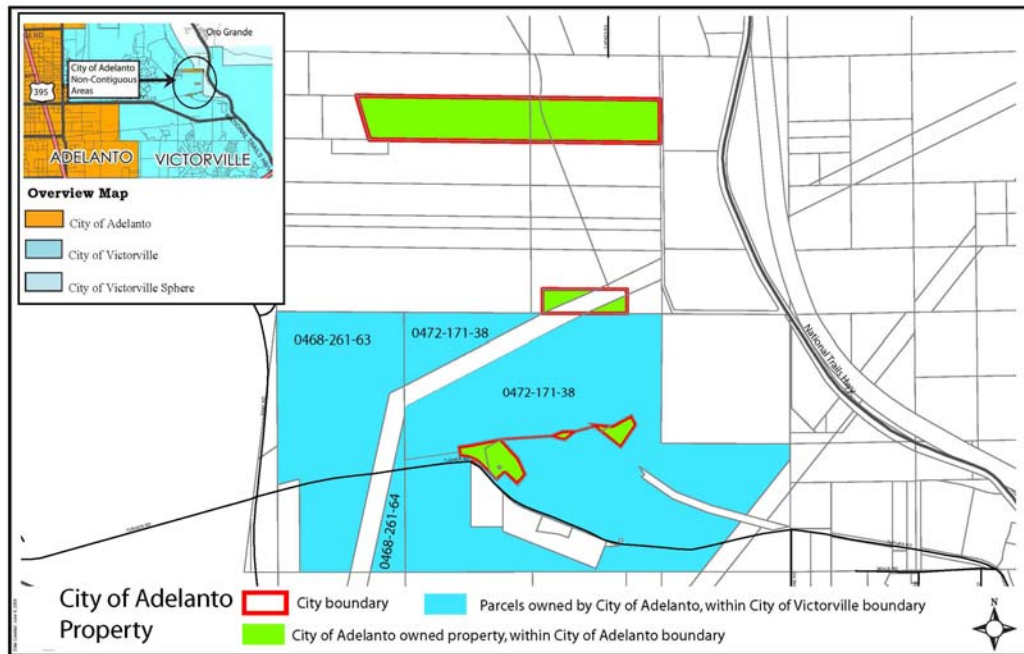 Oro Grande
City of Adelanto
Non-Contiguous
Areas
395
ADELANTO
VICTORVILLE
Overview Map
City of Adelanto
City of Victorville
City of Victorville Sphere
0468-261-63
0472-171-38
0472-171-38
National Trails Hwy
0468-261-64
City of Adelanto
Property
City boundary
Parcels owned by City of Adelanto, within City of Victorville boundary
City of Adelanto owned property, within City of Adelanto boundary
N